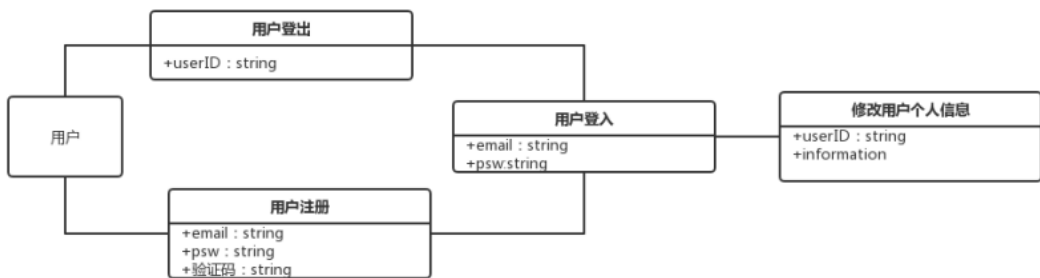 用户登出
+userID：string
用户
用户登入
+email：string
+psw:string
修改用户个人信息
+userID：string
+information
用户注册
+email：string
+psw：string
+验证码：string